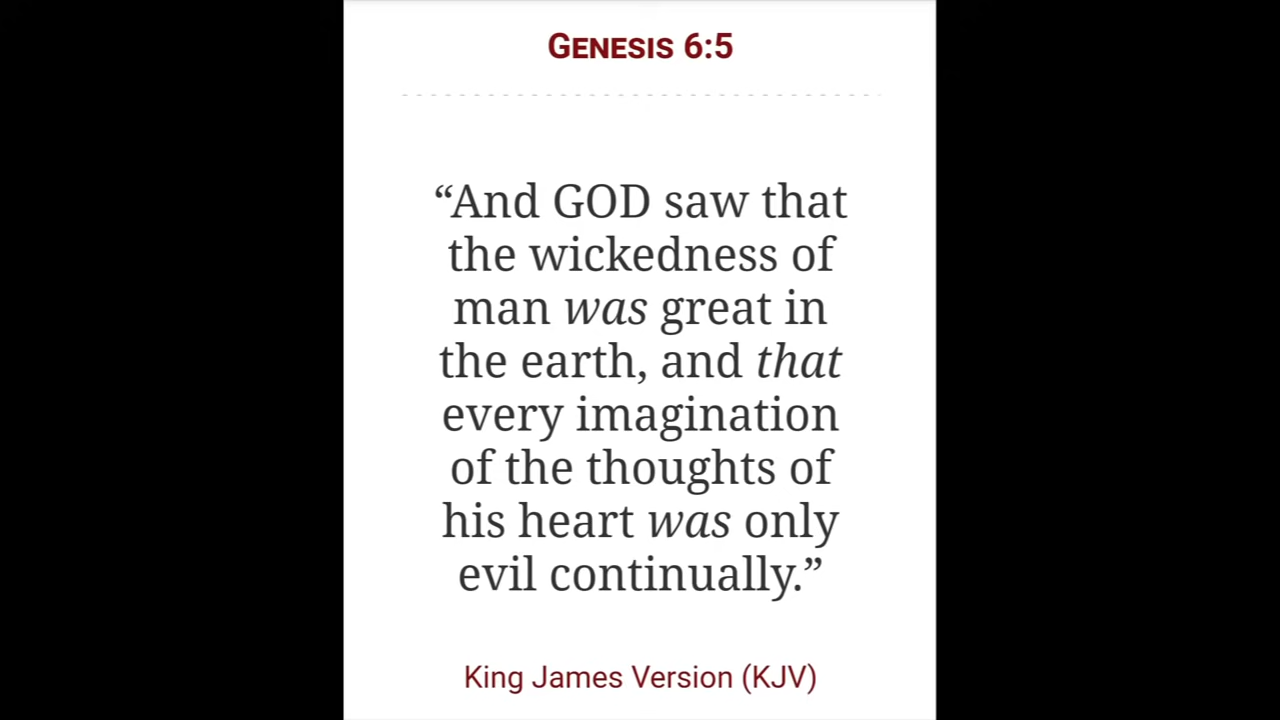 GENESIS 6:5
“And GOD saw that
the wickedness of
man was great in
the earth, and that
every imagination
of the thoughts of
his heart was only
evil continually.”
King James Version (KJV)